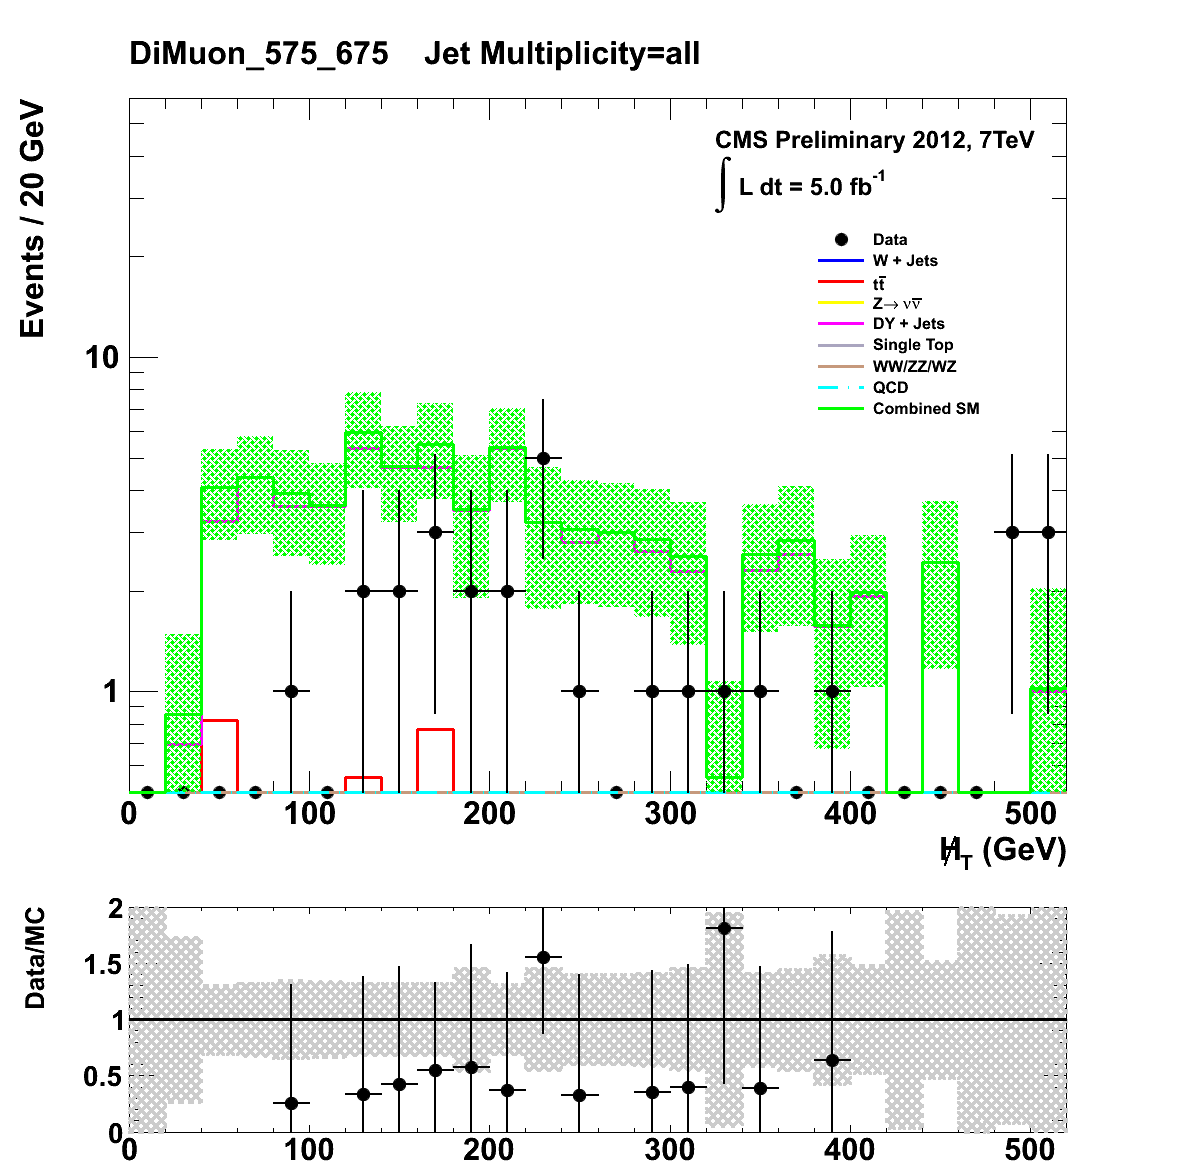 DiMuon_575_675 Jet Multiplicity=all
Events / 20 GeV
CMS Preliminary 2012, 7TeV
∫ L dt = 5.0 fb⁻¹
Data
W + Jets
tt̅
Z→ νν̅
DY + Jets
Single Top
WW/ZZ/WZ
QCD
Combined SM
10
1
0 100 200 300 400 500
H̸_T (GeV)
Data/MC
2
1.5
1
0.5
0
0 100 200 300 400 500